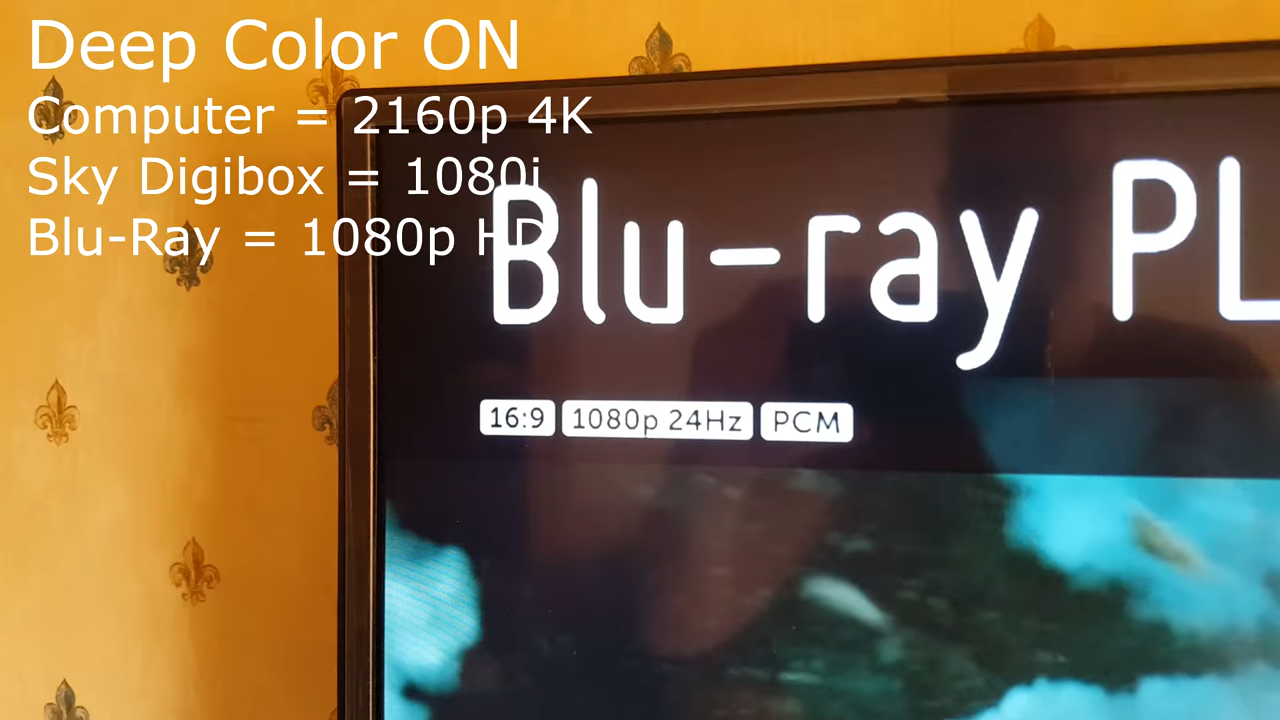 Deep Color ON
Computer = 2160p 4K
Sky Digibox = 1080i
Blu-Ray = 1080p HD
Blu-ray PL
16:9 1080p 24Hz PCM